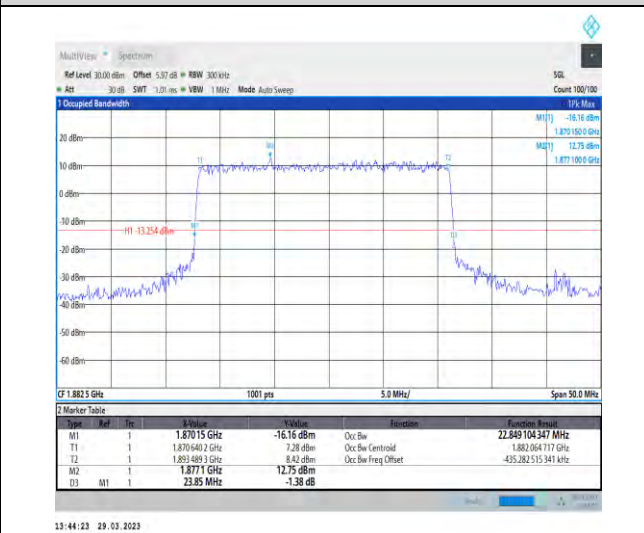 MultiView Spectrum
Ref Level 30.00 dBm Offset 5.97 dB RBW 300 kHz SGL
Att 30 dB SWT 1.01 ms VBW 1 MHz Mode Auto Sweep Count 100/100
1 Occupied Bandwidth 1Pk Max
M1[1] -16.16 dBm
1.870 150 0 GHz
M2[1] 12.75 dBm
1.877 100 0 GHz
20 dBm
M2
T1 T2
10 dBm
0 dBm
-10 dBm
H1 -13.254 dBm M1
D3
-20 dBm
-30 dBm
-40 dBm
-50 dBm
-60 dBm
CF 1.882 5 GHz 1001 pts 5.0 MHz/ Span 50.0 MHz
2 Marker Table
Type Ref Trc X-Value Y-Value Function Function Result
M1 1 1.870 15 GHz -16.16 dBm Occ Bw 22.849 104 347 MHz
T1 1 1.870 640 2 GHz 7.28 dBm Occ Bw Centroid 1.882 064 717 GHz
T2 1 1.893 489 3 GHz 8.42 dBm Occ Bw Freq Offset -435.282 515 341 kHz
M2 1 1.877 1 GHz 12.75 dBm
D3 M1 1 23.85 MHz -1.38 dB
13:44:23 29.03.2023